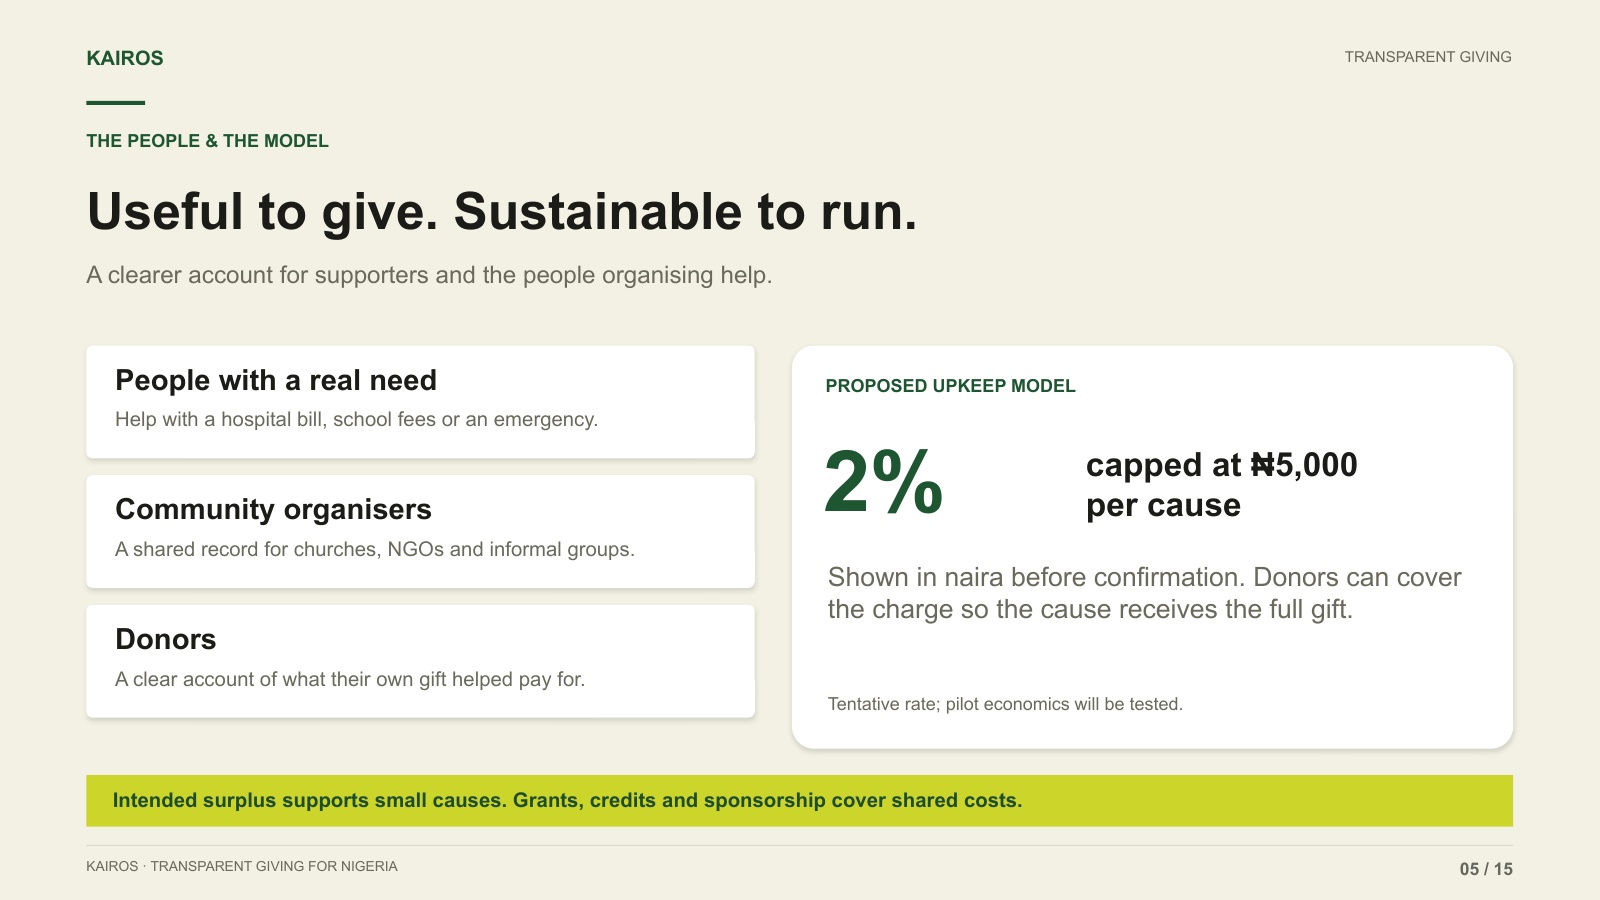 KAIROS
TRANSPARENT GIVING
THE PEOPLE & THE MODEL
Useful to give. Sustainable to run.
A clearer account for supporters and the people organising help.
People with a real need
Help with a hospital bill, school fees or an emergency.
Community organisers
A shared record for churches, NGOs and informal groups.
Donors
A clear account of what their own gift helped pay for.
PROPOSED UPKEEP MODEL
2%
capped at ₦5,000
per cause
Shown in naira before confirmation. Donors can cover
the charge so the cause receives the full gift.
Tentative rate; pilot economics will be tested.
Intended surplus supports small causes. Grants, credits and sponsorship cover shared costs.
KAIROS · TRANSPARENT GIVING FOR NIGERIA
05 / 15